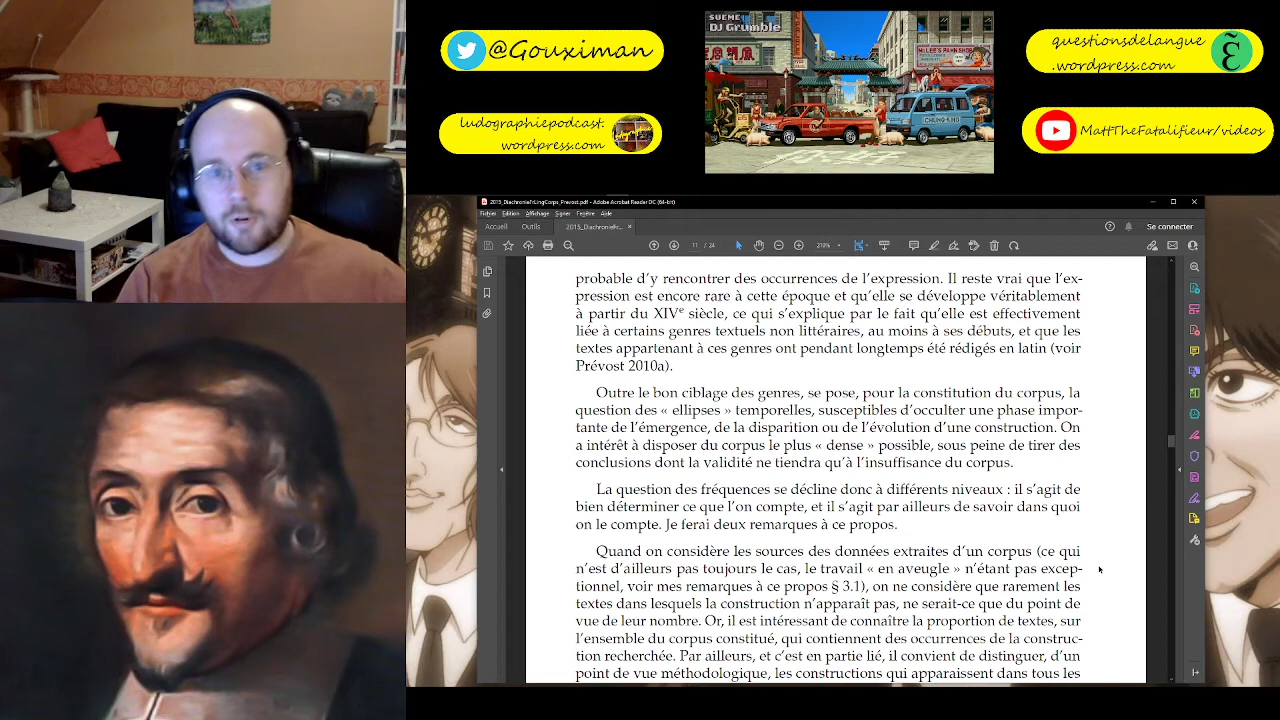 @Gouximan
ludographiepodcast.
wordpress.com
SUEME
DJ Grumble
questionsdelangue
.wordpress.com
MattTheFatalifieur/videos
2015_DiachronieFrLingCorps_Prevost.pdf - Adobe Acrobat Reader DC (64-bit)
Fichier Edition Affichage Signer Fenêtre Aide
Accueil Outils 2015_DiachronieFrL... × Se connecter
11 / 24 219%
probable d'y rencontrer des occurrences de l'expression. Il reste vrai que l'ex-
pression est encore rare à cette époque et qu'elle se développe véritablement
à partir du XIVe siècle, ce qui s'explique par le fait qu'elle est effectivement
liée à certains genres textuels non littéraires, au moins à ses débuts, et que les
textes appartenant à ces genres ont pendant longtemps été rédigés en latin (voir
Prévost 2010a).
Outre le bon ciblage des genres, se pose, pour la constitution du corpus, la
question des « ellipses » temporelles, susceptibles d'occulter une phase impor-
tante de l'émergence, de la disparition ou de l'évolution d'une construction. On
a intérêt à disposer du corpus le plus « dense » possible, sous peine de tirer des
conclusions dont la validité ne tiendra qu'à l'insuffisance du corpus.
La question des fréquences se décline donc à différents niveaux : il s'agit de
bien déterminer ce que l'on compte, et il s'agit par ailleurs de savoir dans quoi
on le compte. Je ferai deux remarques à ce propos.
Quand on considère les sources des données extraites d'un corpus (ce qui
n'est d'ailleurs pas toujours le cas, le travail « en aveugle » n'étant pas excep-
tionnel, voir mes remarques à ce propos § 3.1), on ne considère que rarement les
textes dans lesquels la construction n'apparaît pas, ne serait-ce que du point de
vue de leur nombre. Or, il est intéressant de connaître la proportion de textes, sur
l'ensemble du corpus constitué, qui contiennent des occurrences de la construc-
tion recherchée. Par ailleurs, et c'est en partie lié, il convient de distinguer, d'un
point de vue méthodologique, les constructions qui apparaissent dans tous les